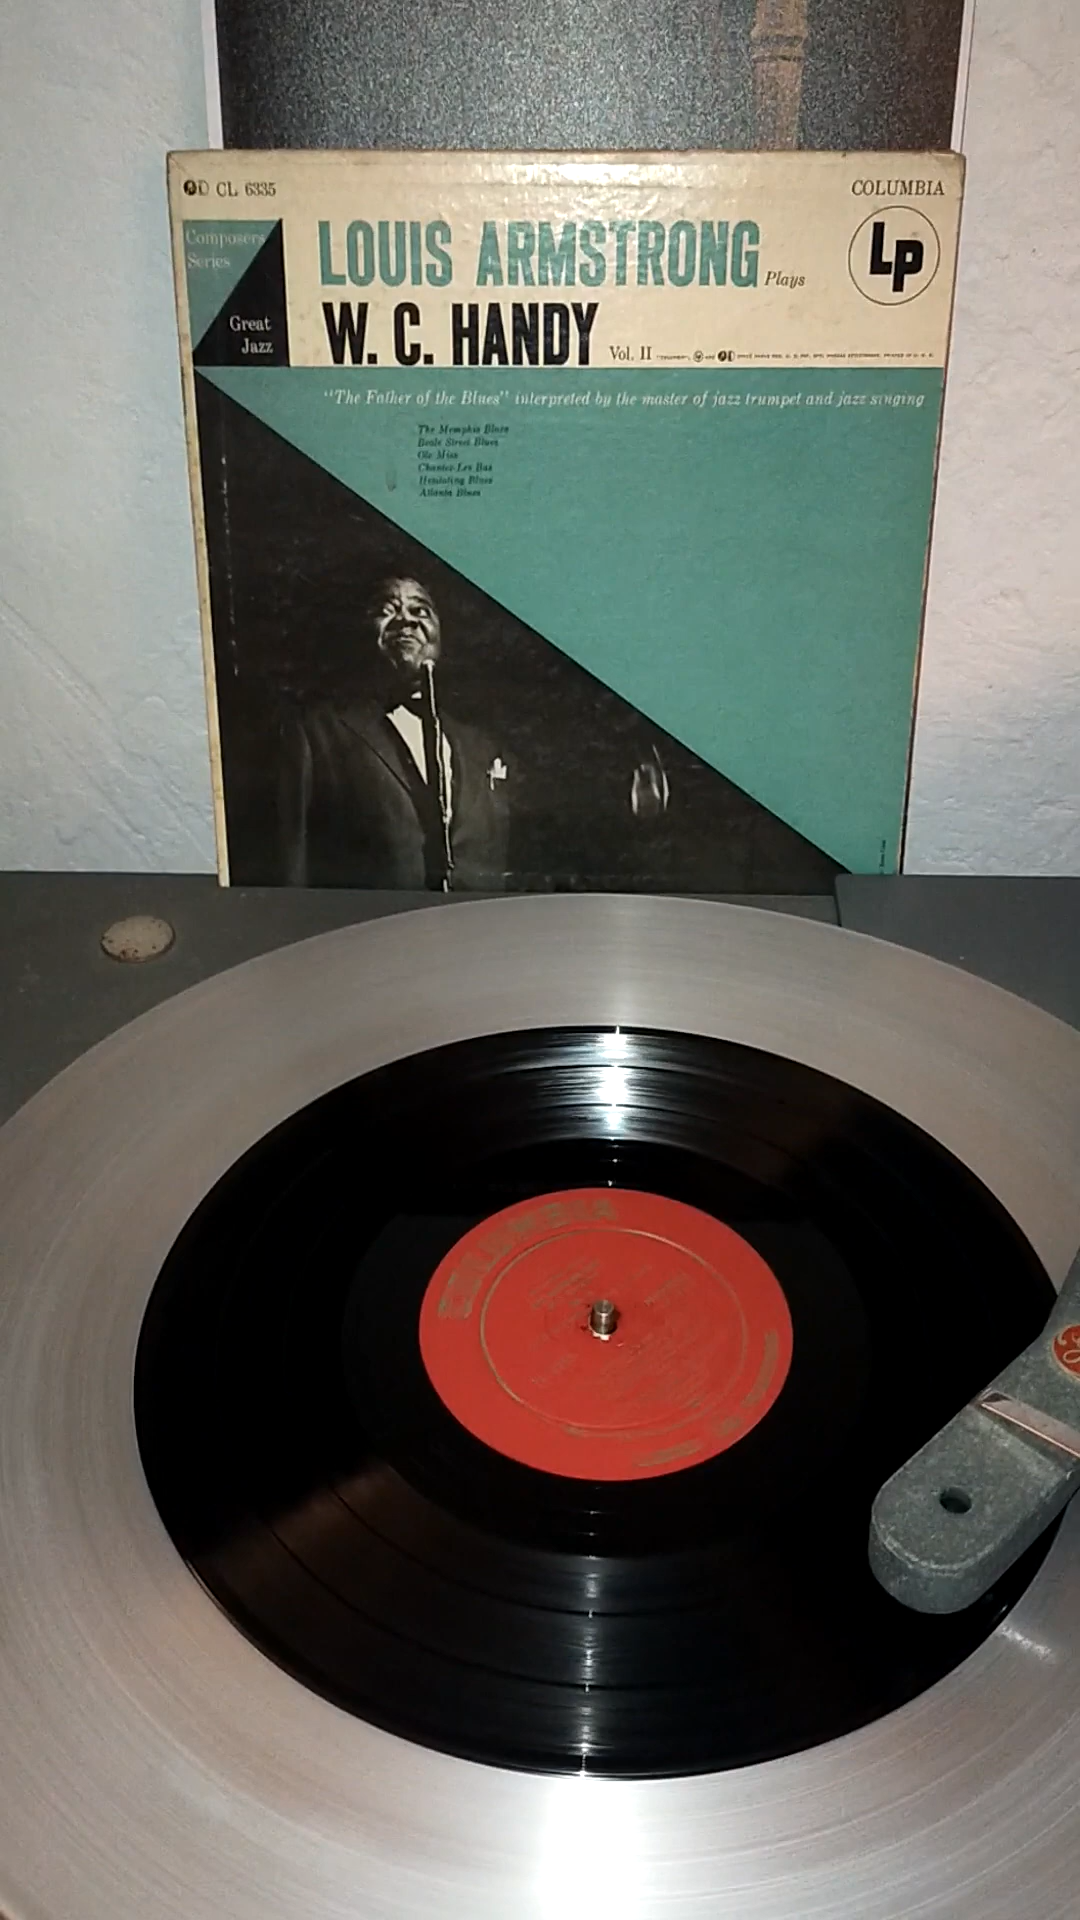 CL 6335
COLUMBIA
Composers
Series
LOUIS ARMSTRONG Plays
LP
Great
Jazz
W. C. HANDY Vol. II
"The Father of the Blues" interpreted by the master of jazz trumpet and jazz singing
The Memphis Blues
Beale Street Blues
Ole Miss
Chantez-Les Bas
Hesitating Blues
Atlanta Blues
COLUMBIA